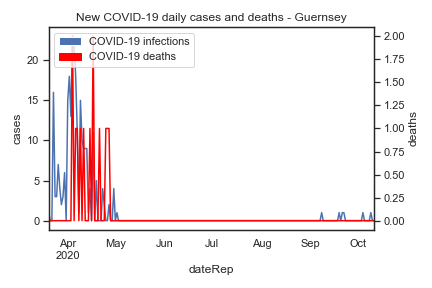 New COVID-19 daily cases and deaths - Guernsey
COVID-19 infections
COVID-19 deaths
cases
20
15
10
5
0
deaths
2.00
1.75
1.50
1.25
1.00
0.75
0.50
0.25
0.00
Apr May Jun Jul Aug Sep Oct
2020
dateRep